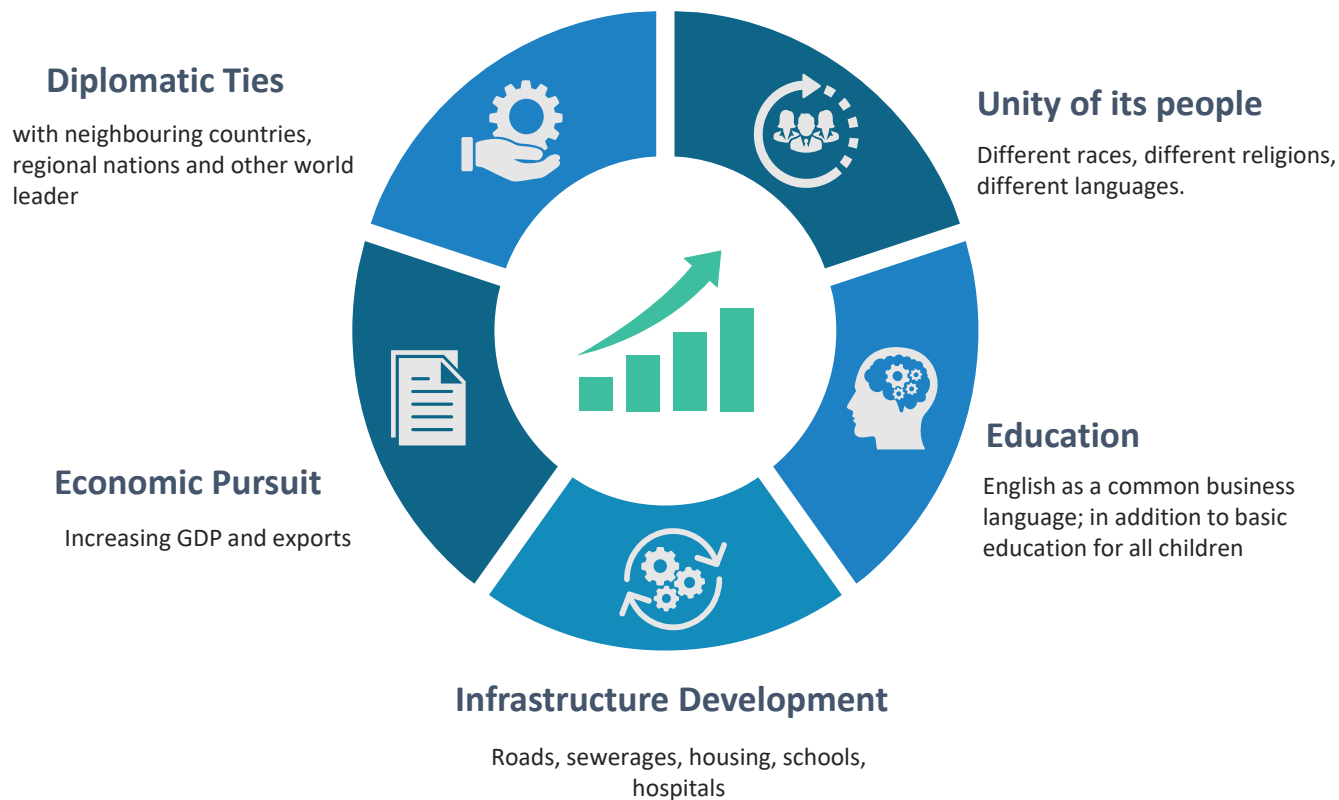 Diplomatic Ties
with neighbouring countries,
regional nations and other world
leader
Unity of its people
Different races, different religions,
different languages.
Economic Pursuit
Increasing GDP and exports
Education
English as a common business
language; in addition to basic
education for all children
Infrastructure Development
Roads, sewerages, housing, schools,
hospitals